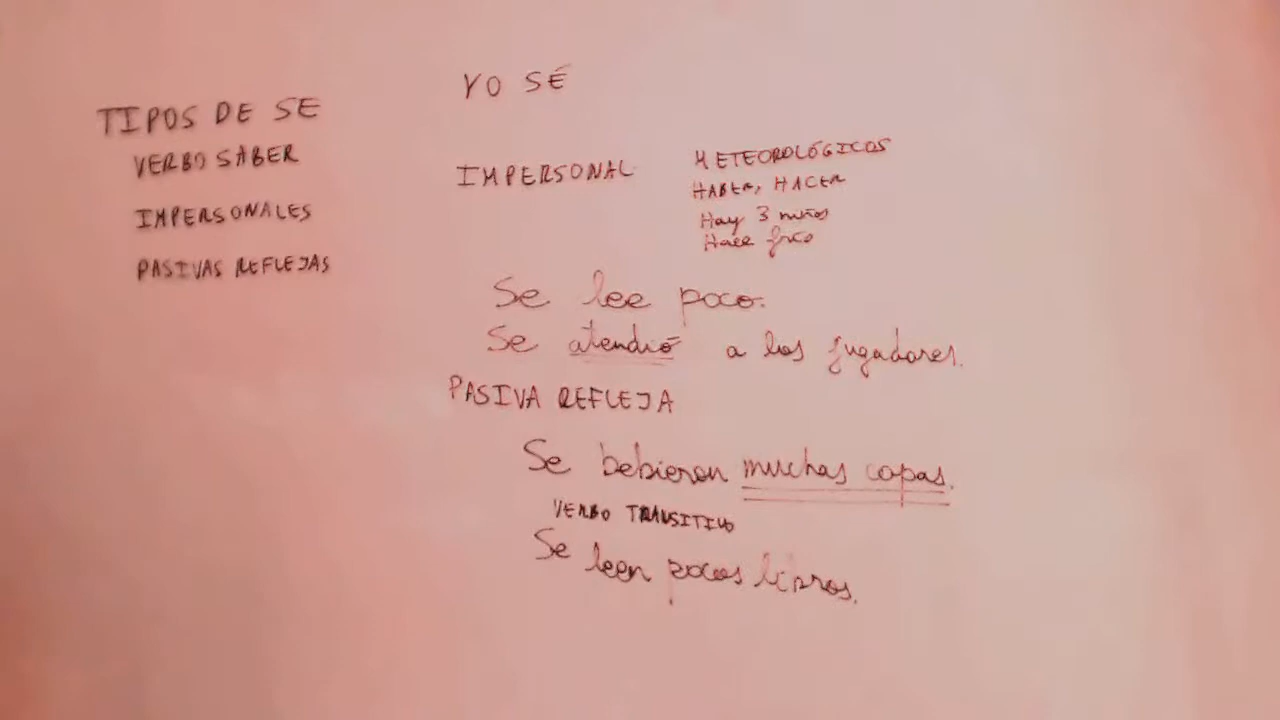 TIPOS DE SE
VERBO SABER
IMPERSONALES
PASIVAS REFLEJAS
YO SÉ
IMPERSONAL
METEOROLÓGICOS
HABER, HACER
Hay 3 niños
Hace frío
Se lee poco.
Se atendió a los jugadores.
PASIVA REFLEJA
Se bebieron muchas copas.
VERBO TRANSITIVO
Se leen pocos libros.